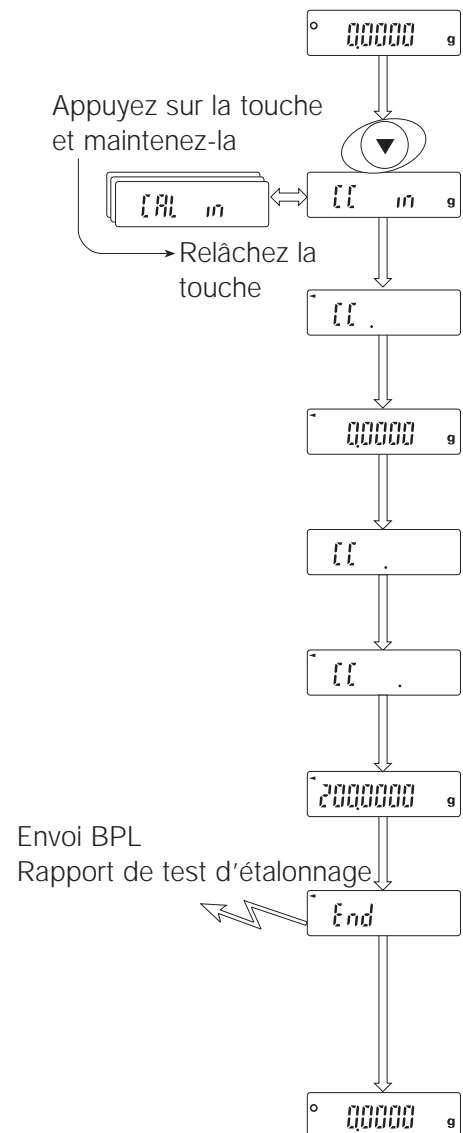 0.0000 g
Appuyez sur la touche
et maintenez-la
CAL in
CC in g
Relâchez la
touche
CC .
0.0000 g
CC .
CC .
200.0000 g
Envoi BPL
Rapport de test d'étalonnage
End
0.0000 g